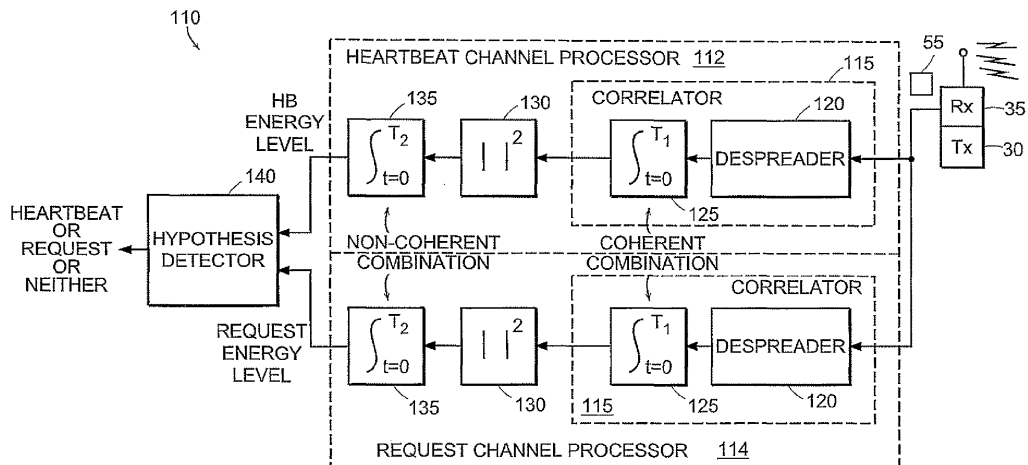 110
HEARTBEAT CHANNEL PROCESSOR 112
55
115
HB
ENERGY
LEVEL
135
130
CORRELATOR
120
∫ T2 t=0
| | 2
∫ T1 t=0
DESPREADER
125
Rx
35
Tx
30
140
HYPOTHESIS
DETECTOR
HEARTBEAT
OR
REQUEST
OR
NEITHER
NON-COHERENT
COMBINATION
COHERENT
COMBINATION
REQUEST
ENERGY
LEVEL
CORRELATOR
∫ T2 t=0
| | 2
∫ T1 t=0
DESPREADER
135
130
115
125
120
REQUEST CHANNEL PROCESSOR 114